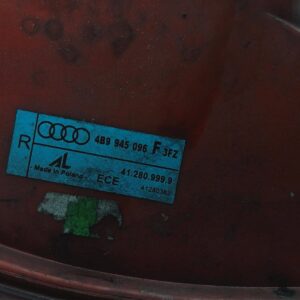 R
4B9 945 096 F 3FZ
AL
Made in Poland
41.280.999.9
ECE